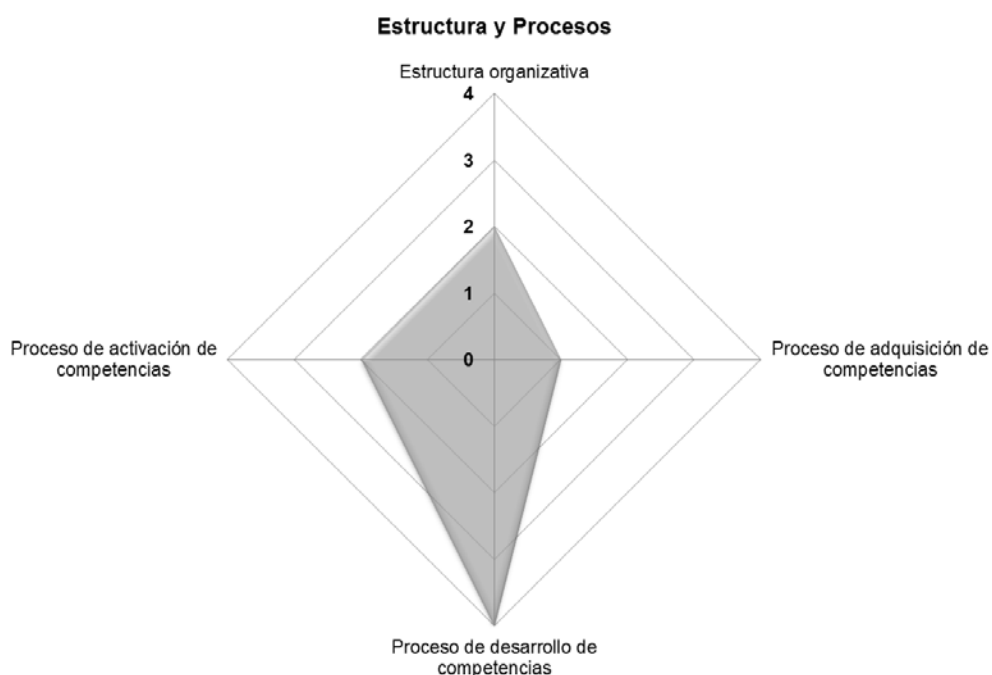 Estructura y Procesos
Estructura organizativa
4
3
2
1
0
Proceso de activación de
competencias
Proceso de adquisición de
competencias
Proceso de desarrollo de
competencias